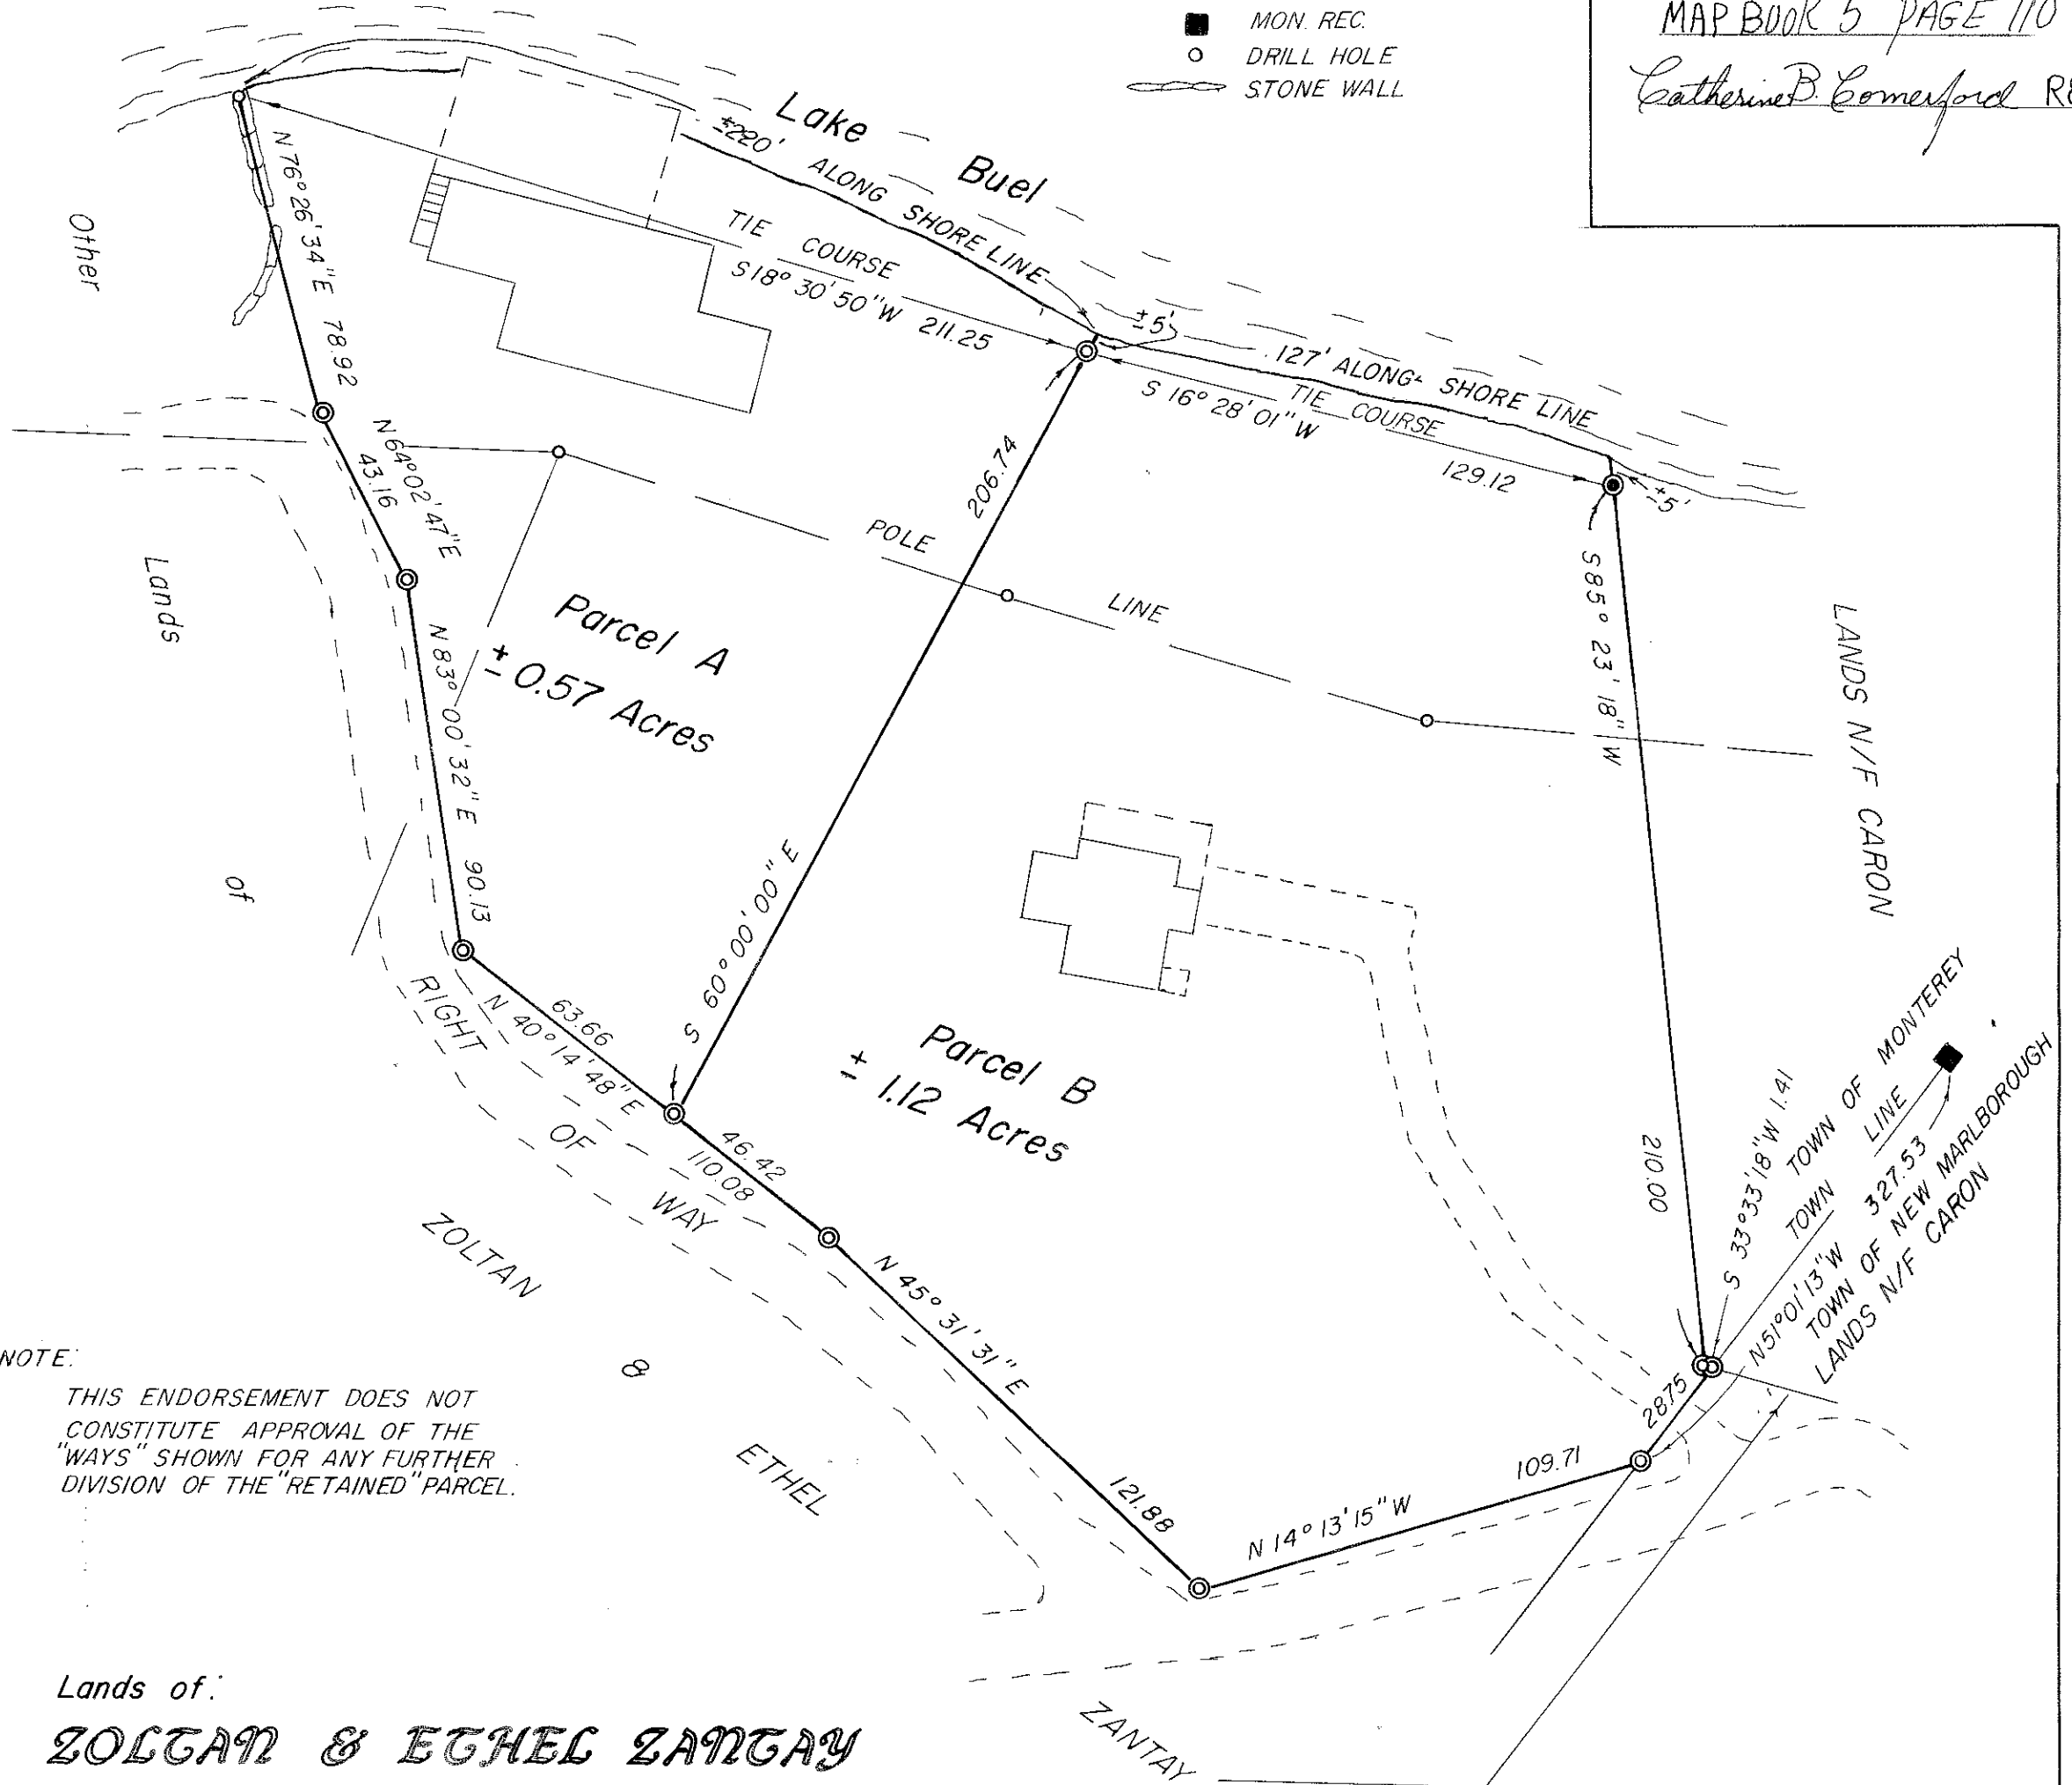 MON. REC.
DRILL HOLE
STONE WALL
MAP BOOK 5 PAGE 110
Catherine B. Comerford
Lake Buel
±220' ALONG SHORE LINE
TIE COURSE
S 18° 30' 50" W 211.25
±5'
127' ALONG SHORE LINE
TIE COURSE
S 16° 28' 01" W
129.12
±5'
N 76° 26' 34" E 78.92
N 64° 02' 47" E
43.16
N 83° 00' 32" E 90.13
63.66
N 40° 14' 48" E
46.42
110.08
N 45° 31' 31" E
121.88
N 14° 13' 15" W
109.71
28.75
S 33° 33' 18" W 1.41
S 85° 23' 18" W
210.00
206.74
S 60° 00' 00" E
POLE LINE
Parcel A
± 0.57 Acres
Parcel B
± 1.12 Acres
RIGHT OF WAY
Other
Lands
of
ZOLTAN
&
ETHEL
ZANTAY
LANDS N/F CARON
TOWN OF MONTEREY
TOWN LINE
N 51° 01' 13" W 327.53
TOWN OF NEW MARLBOROUGH
LANDS N/F CARON
NOTE:
THIS ENDORSEMENT DOES NOT
CONSTITUTE APPROVAL OF THE
"WAYS" SHOWN FOR ANY FURTHER
DIVISION OF THE "RETAINED" PARCEL.
Lands of:
ZOLTAN & ETHEL ZANTAY